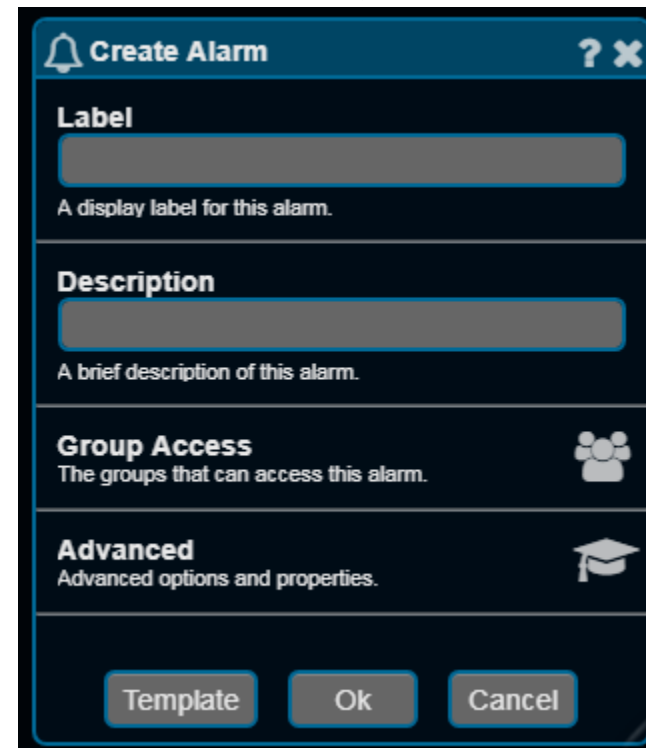 Create Alarm ?
Label
A display label for this alarm.
Description
A brief description of this alarm.
Group Access
The groups that can access this alarm.
Advanced
Advanced options and properties.
Template Ok Cancel